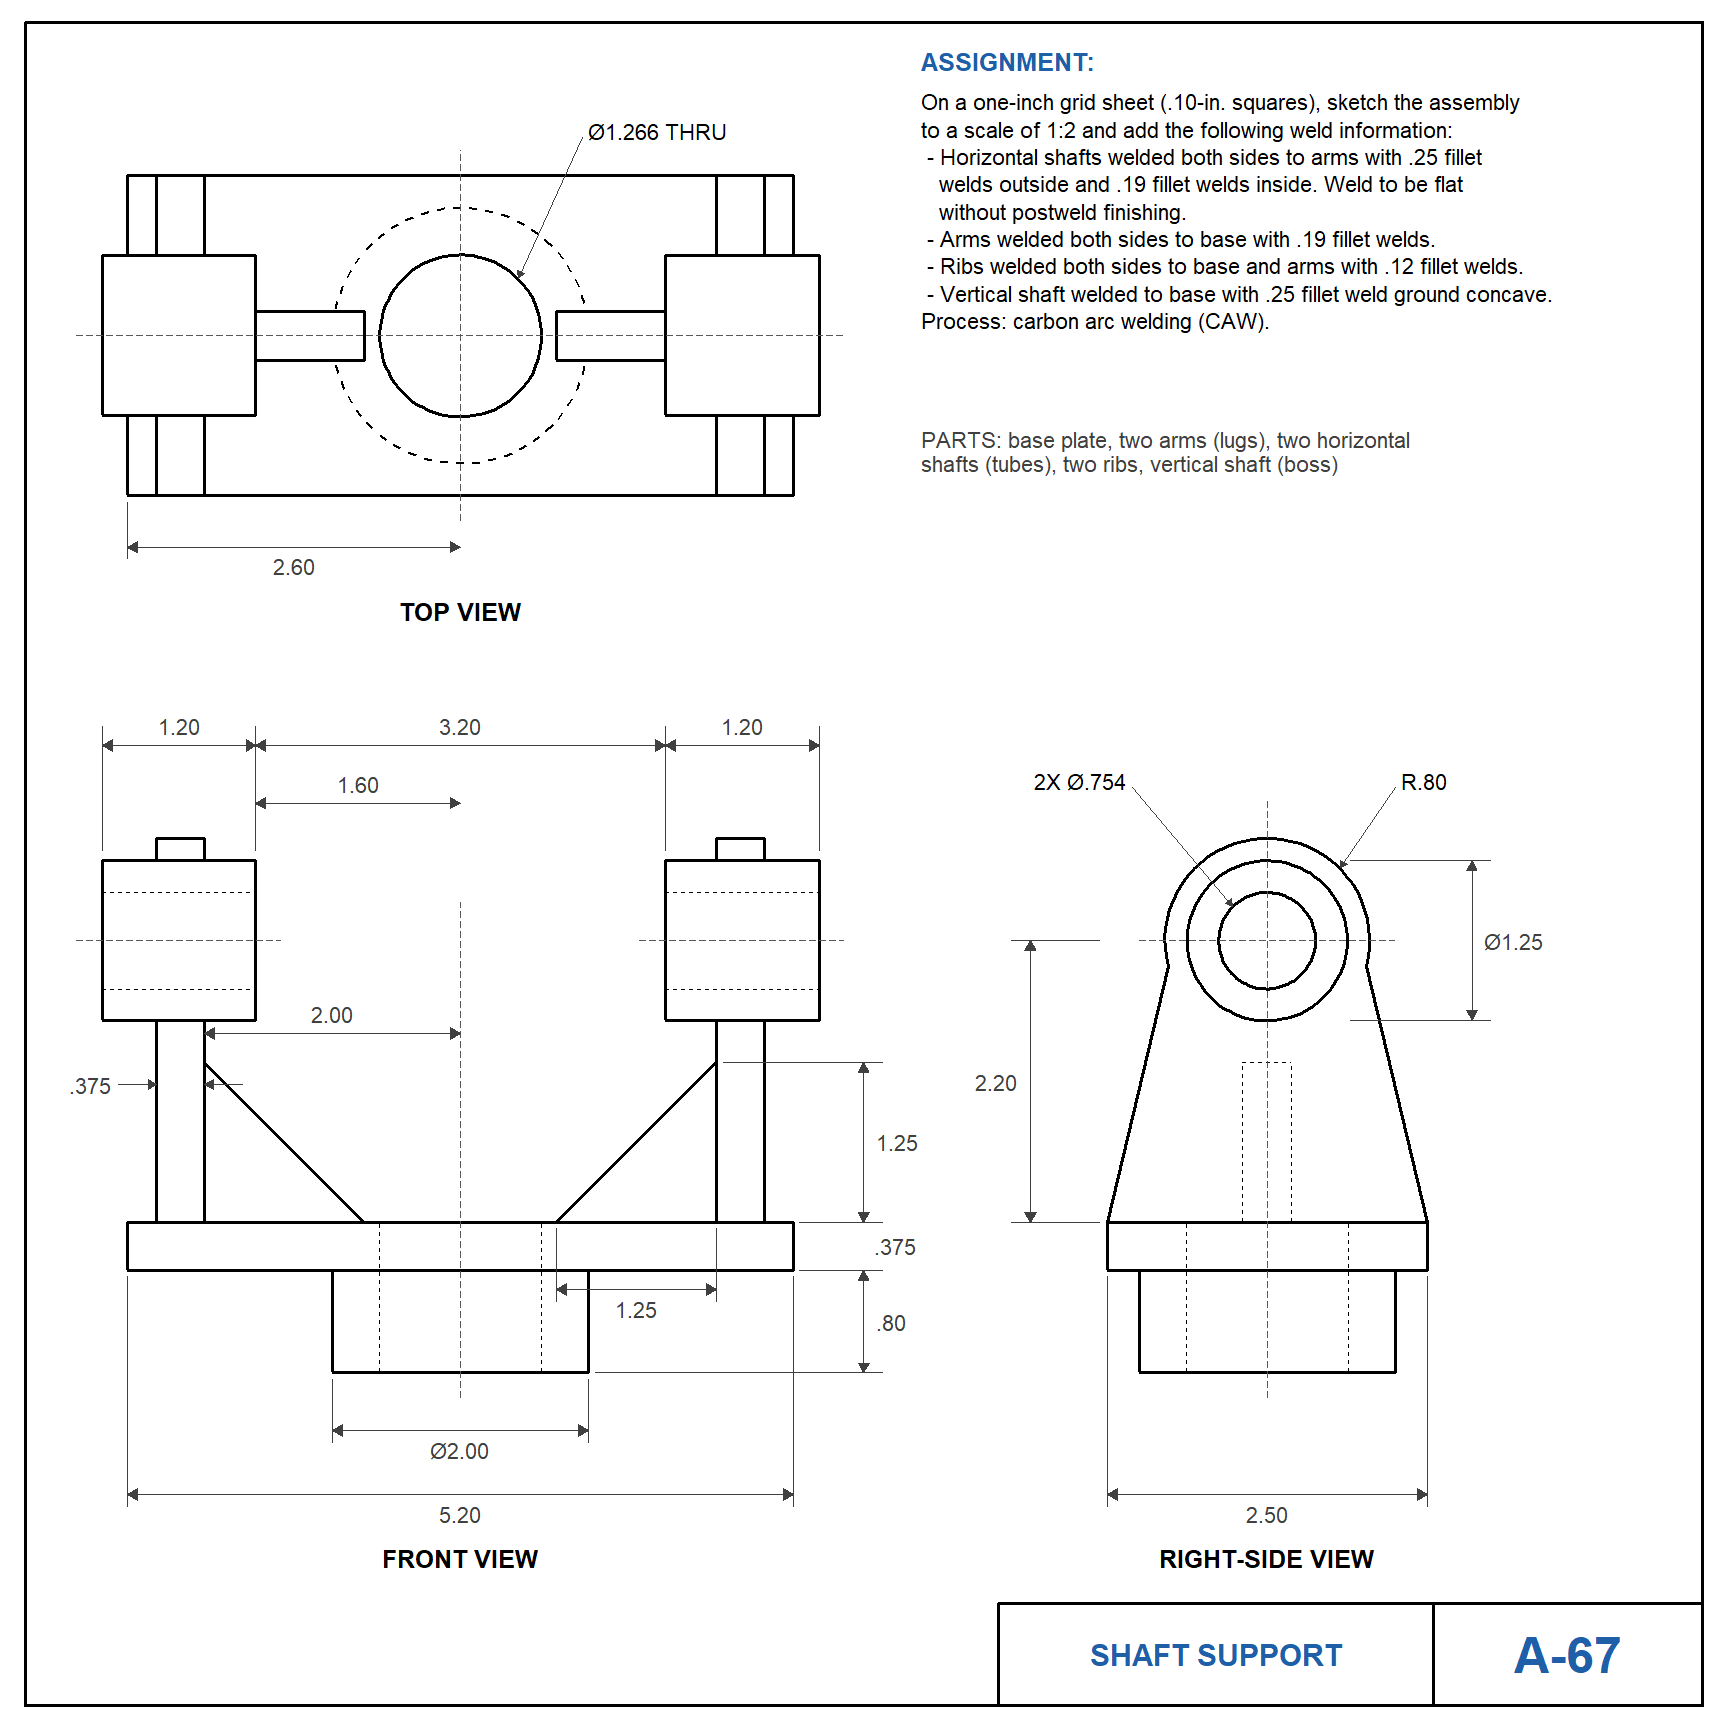 ASSIGNMENT:
On a one-inch grid sheet (.10-in. squares), sketch the assembly
to a scale of 1:2 and add the following weld information:
- Horizontal shafts welded both sides to arms with .25 fillet
welds outside and .19 fillet welds inside. Weld to be flat
without postweld finishing.
- Arms welded both sides to base with .19 fillet welds.
- Ribs welded both sides to base and arms with .12 fillet welds.
- Vertical shaft welded to base with .25 fillet weld ground concave.
Process: carbon arc welding (CAW).
PARTS: base plate, two arms (lugs), two horizontal
shafts (tubes), two ribs, vertical shaft (boss)
Ø1.266 THRU
2.60
TOP VIEW
1.20
3.20
1.20
1.60
2.00
.375
1.25
.375
1.25
.80
Ø2.00
5.20
FRONT VIEW
2X Ø.754
R.80
Ø1.25
2.20
2.50
RIGHT-SIDE VIEW
SHAFT SUPPORT
A-67